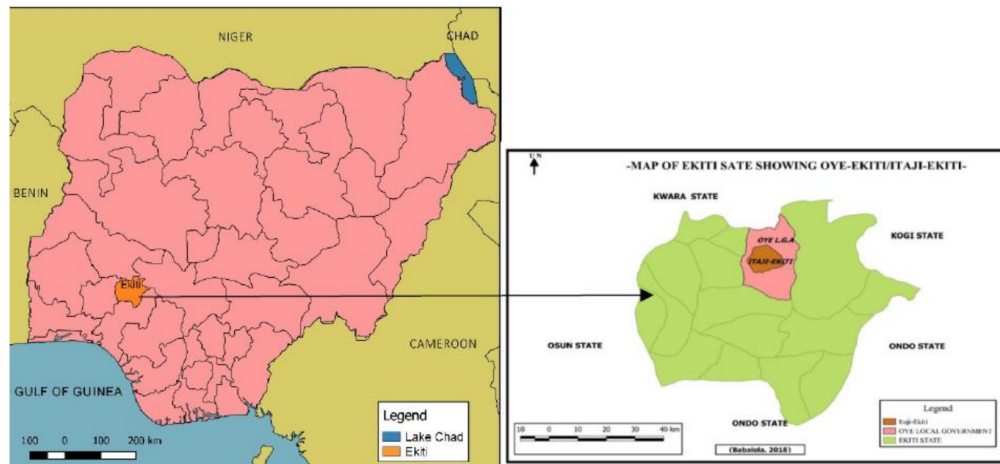 NIGER
CHAD
BENIN
Ekiti
CAMEROON
GULF OF GUINEA
Legend
Lake Chad
Ekiti
100 0 100 200 km
UN
-MAP OF EKITI SATE SHOWING OYE-EKITI/ITAJI-EKITI-
KWARA STATE
KOGI STATE
OYE L.G.A
ITAJI-EKITI
OSUN STATE
ONDO STATE
ONDO STATE
Legend
Itaji-Ekiti
OYE LOCAL GOVERNMENT
EKITI STATE
10 0 10 20 30 40 km
(Babalola, 2018)